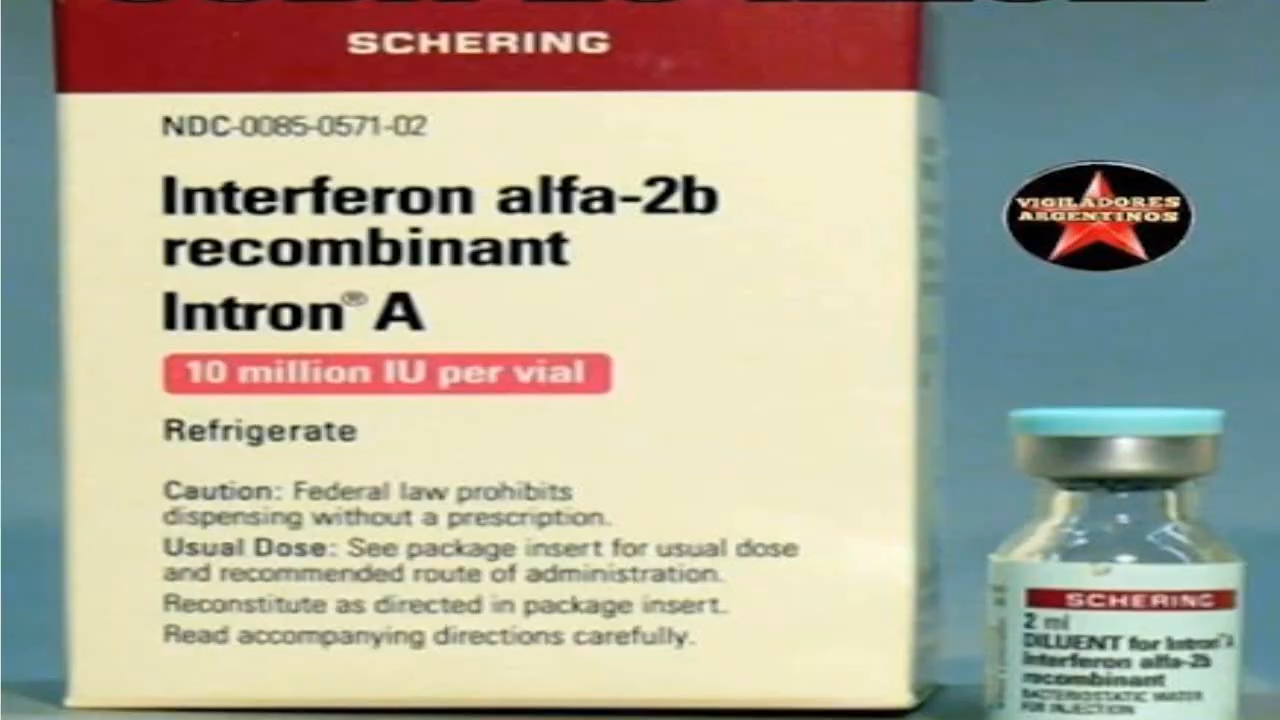 SCHERING
NDC-0085-0571-02
Interferon alfa-2b
recombinant
Intron® A
10 million IU per vial
Refrigerate
Caution: Federal law prohibits
dispensing without a prescription.
Usual Dose: See package insert for usual dose
and recommended route of administration.
Reconstitute as directed in package insert.
Read accompanying directions carefully.
VIGILADORES
ARGENTINOS
SCHERING
2 ml
DILUENT for Intron® A
Interferon alfa-2b
recombinant
BACTERIOSTATIC WATER
FOR INJECTION